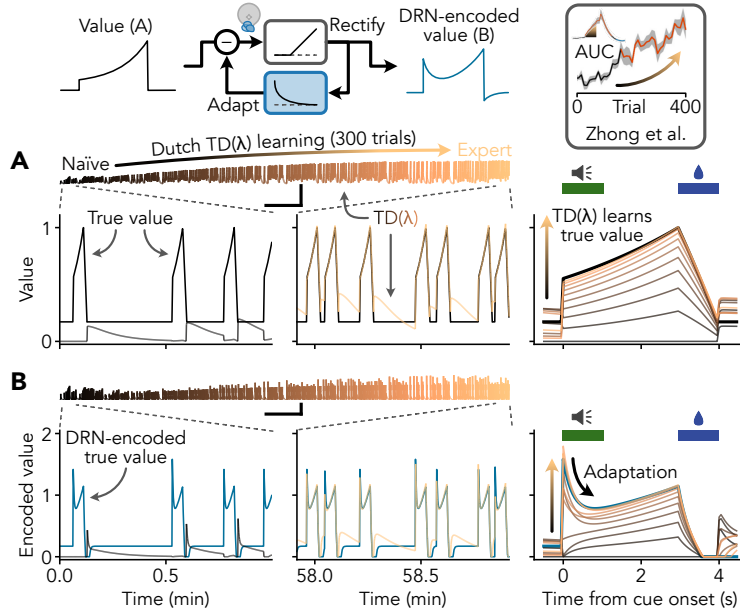 Value (A)
Rectify
DRN-encoded
value (B)
−
Adapt
AUC
0
Trial
400
Zhong et al.
A
Dutch TD(λ) learning (300 trials)
Naïve
Expert
True value
TD(λ)
TD(λ) learns
true value
Value
1
0
B
DRN-encoded
true value
Adaptation
Encoded value
2
1
0
0.0
0.5
58.0
58.5
0
2
4
Time (min)
Time (min)
Time from cue onset (s)